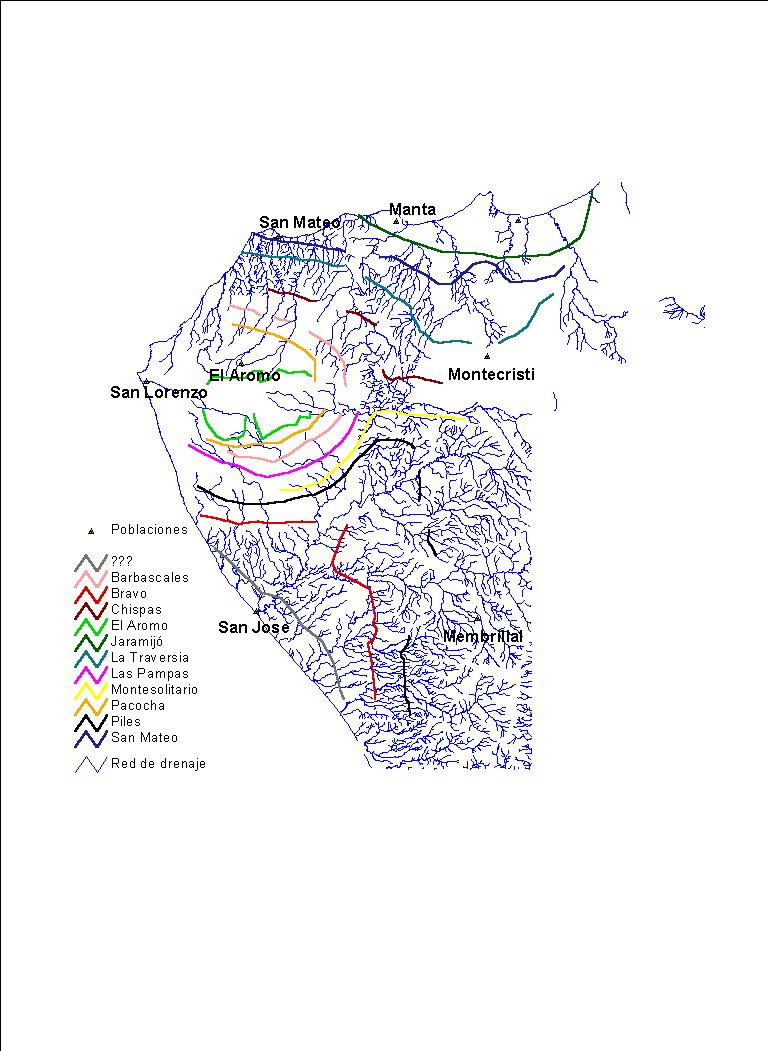 Manta
San Mateo
El Aromo
Montecristi
San Lorenzo
Poblaciones
???
Barbascales
Bravo
Chispas
El Aromo
Jaramijó
La Traversia
Las Pampas
Montesolitario
Pacocha
Piles
San Mateo
Red de drenaje
San José
Membrillal